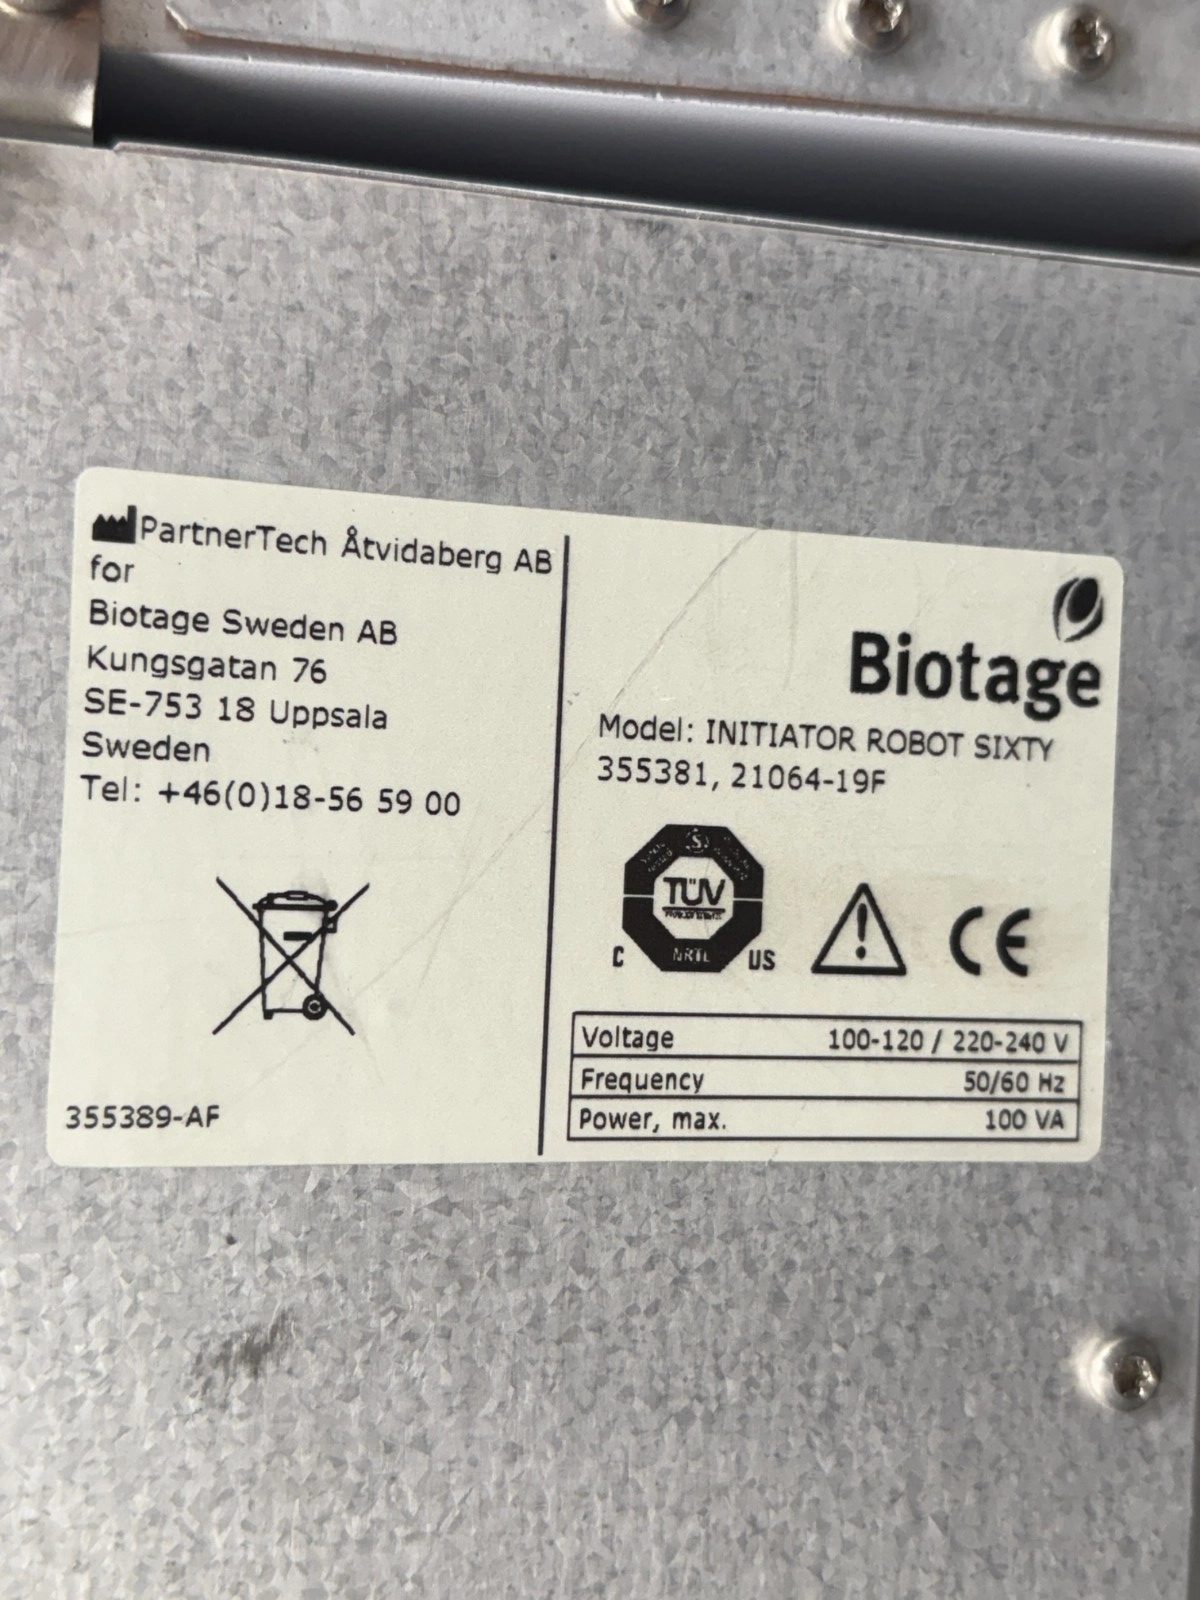 PartnerTech Åtvidaberg AB
for
Biotage Sweden AB
Kungsgatan 76
SE-753 18 Uppsala
Sweden
Tel: +46(0)18-56 59 00
355389-AF
Biotage
Model: INITIATOR ROBOT SIXTY
355381, 21064-19F
S
TÜV
NRTL
C US
CE
Voltage 100-120 / 220-240 V
Frequency 50/60 Hz
Power, max. 100 VA